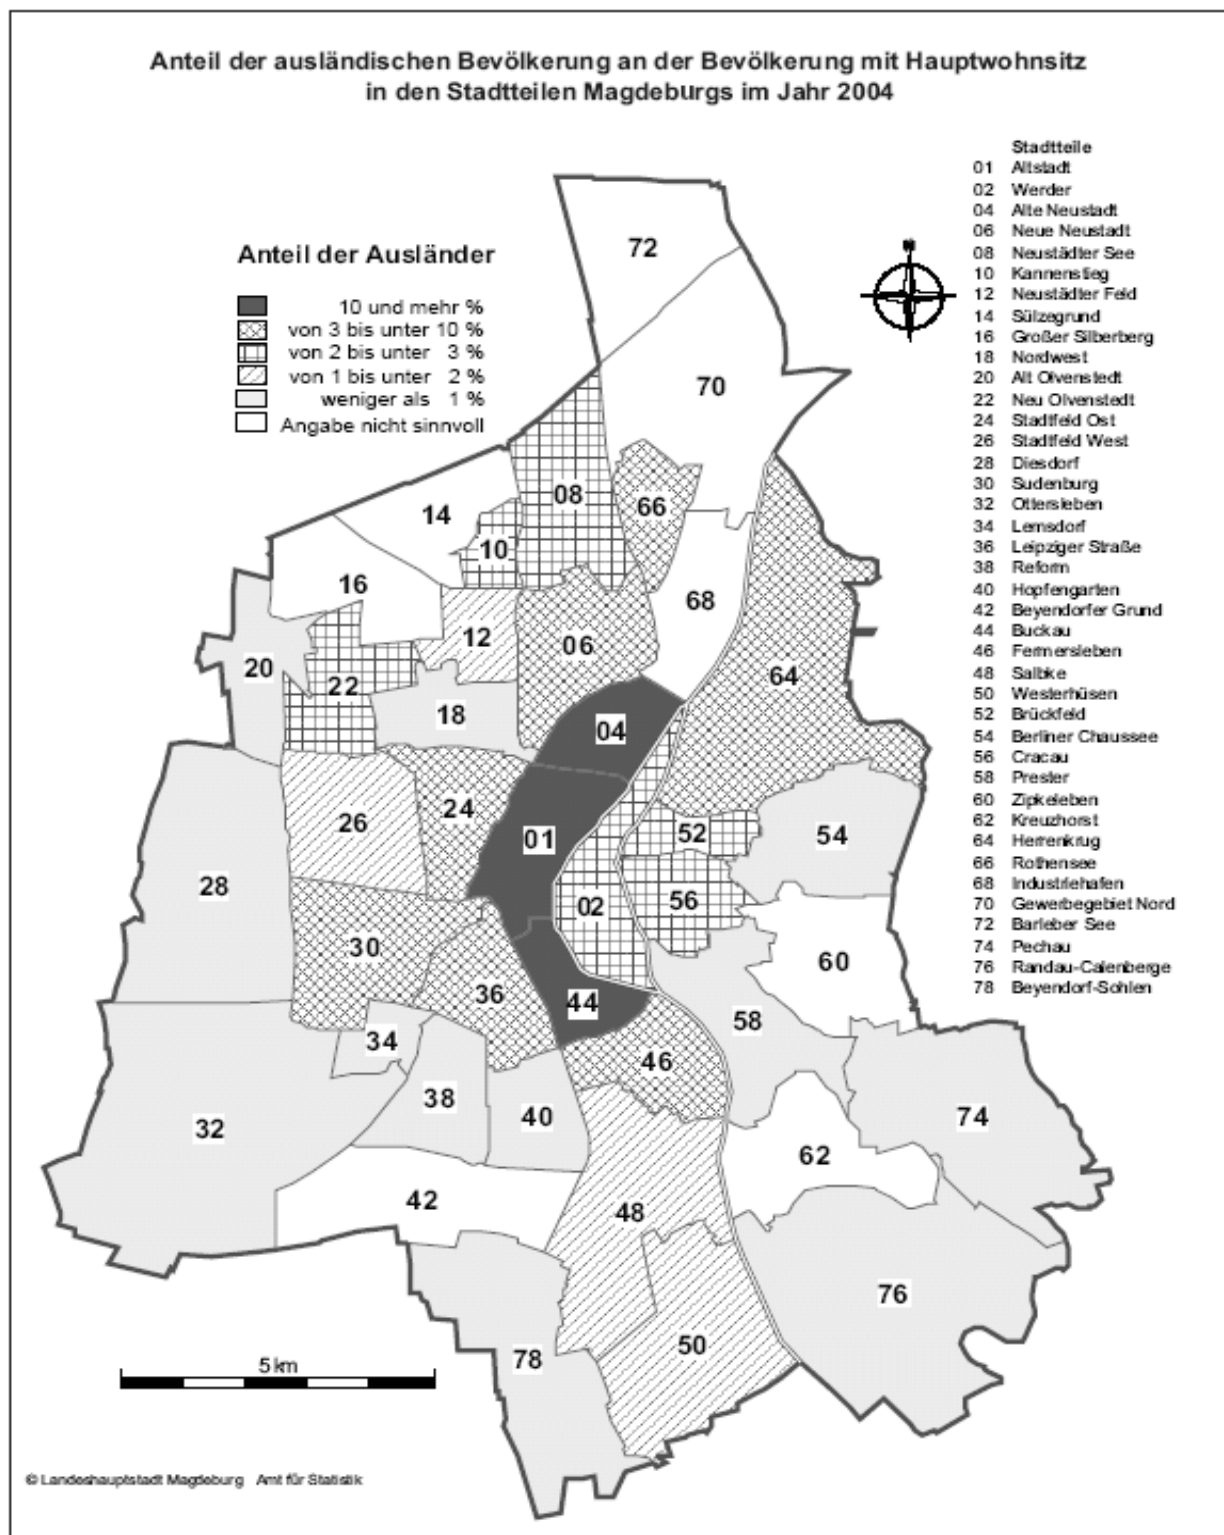 Anteil der ausländischen Bevölkerung an der Bevölkerung mit Hauptwohnsitz
in den Stadtteilen Magdeburgs im Jahr 2004
Stadtteile
01 Altstadt
02 Werder
04 Alte Neustadt
06 Neue Neustadt
08 Neustädter See
10 Kannenstieg
12 Neustädter Feld
14 Sülzegrund
16 Großer Silberberg
18 Nordwest
20 Alt Olvenstedt
22 Neu Olvenstedt
24 Stadtfeld Ost
26 Stadtfeld West
28 Diesdorf
30 Sudenburg
32 Ottersleben
34 Lemsdorf
36 Leipziger Straße
38 Reform
40 Hopfengarten
42 Beyendorfer Grund
44 Buckau
46 Fermersleben
48 Salbke
50 Westerhüsen
52 Brückfeld
54 Berliner Chaussee
56 Cracau
58 Prester
60 Zipkeleben
62 Kreuzhorst
64 Herrenkrug
66 Rothensee
68 Industriehafen
70 Gewerbegebiet Nord
72 Barleber See
74 Pechau
76 Randau-Calenberge
78 Beyendorf-Sohlen
N
Anteil der Ausländer
10 und mehr %
von 3 bis unter 10 %
von 2 bis unter 3 %
von 1 bis unter 2 %
weniger als 1 %
Angabe nicht sinnvoll
72
70
08
66
14
10
16
68
12
06
20
22
64
18
04
24
26
01
52
54
28
02
56
30
60
36
44
58
34
46
38
40
32
74
62
42
48
76
50
78
5 km
© Landeshauptstadt Magdeburg Amt für Statistik